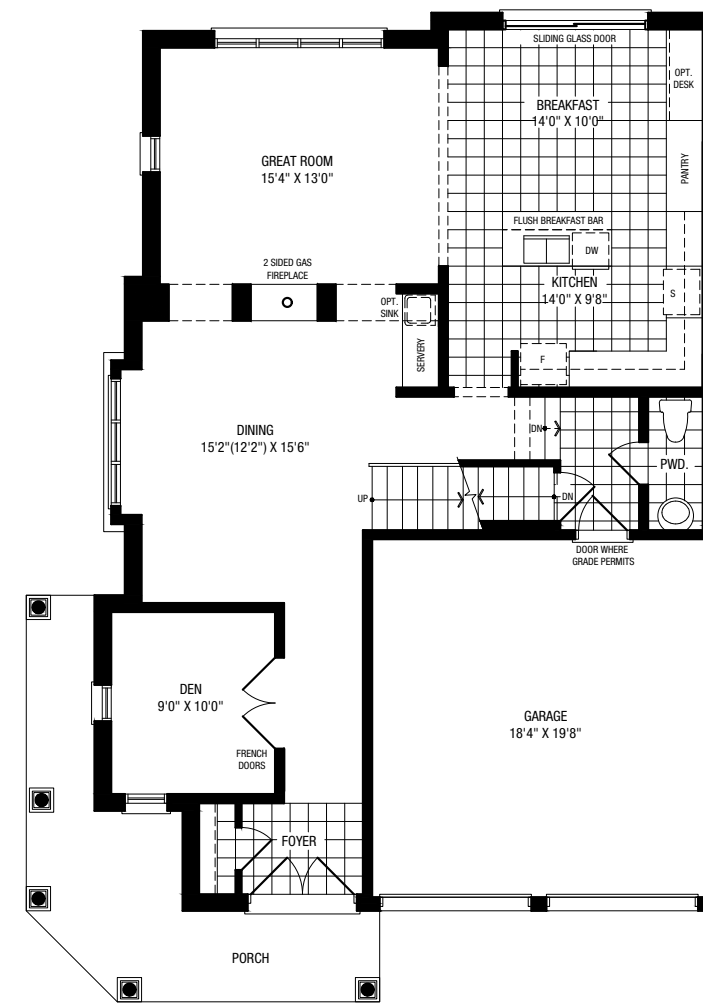 SLIDING GLASS DOOR
OPT.
DESK
BREAKFAST
14'0" X 10'0"
PANTRY
GREAT ROOM
15'4" X 13'0"
FLUSH BREAKFAST BAR
DW
2 SIDED GAS
FIREPLACE
KITCHEN
14'0" X 9'8"
S
OPT.
SINK
SERVERY
F
DINING
15'2"(12'2") X 15'6"
DN
PWD.
UP
DN
DOOR WHERE
GRADE PERMITS
DEN
9'0" X 10'0"
FRENCH
DOORS
GARAGE
18'4" X 19'8"
FOYER
PORCH